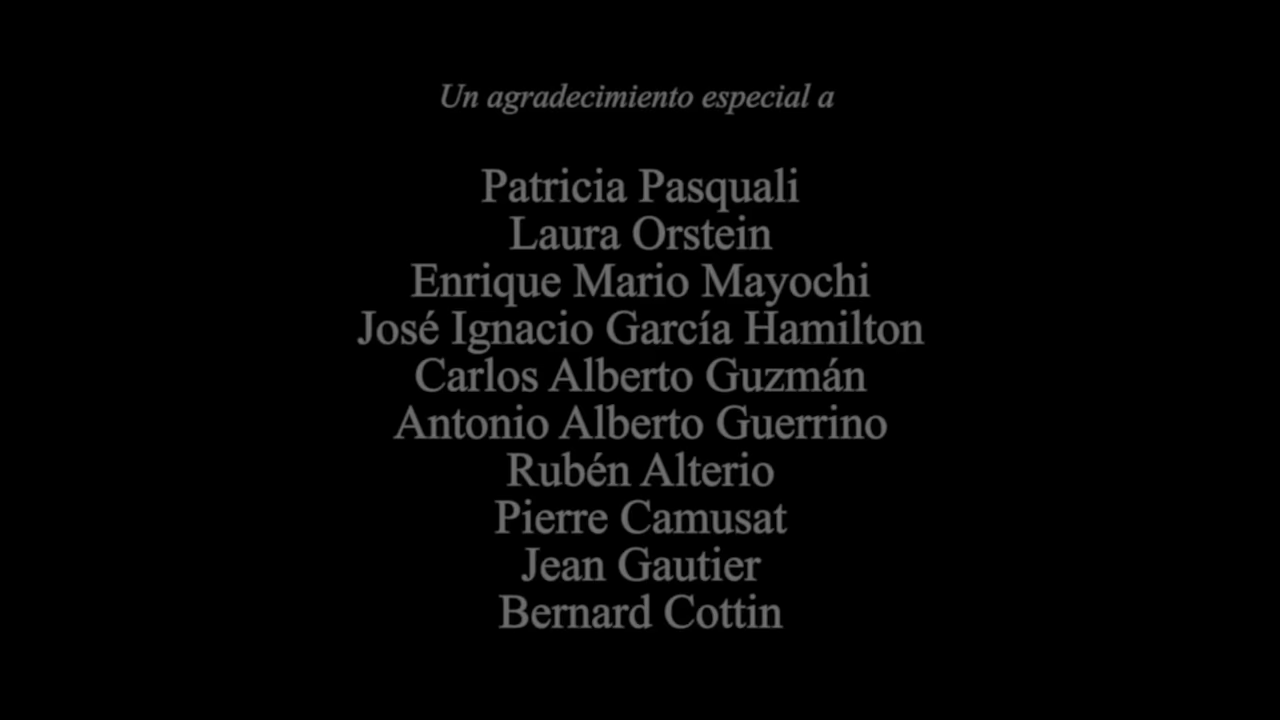 Un agradecimiento especial a
Patricia Pasquali
Laura Orstein
Enrique Mario Mayochi
José Ignacio García Hamilton
Carlos Alberto Guzmán
Antonio Alberto Guerrino
Rubén Alterio
Pierre Camusat
Jean Gautier
Bernard Cottin